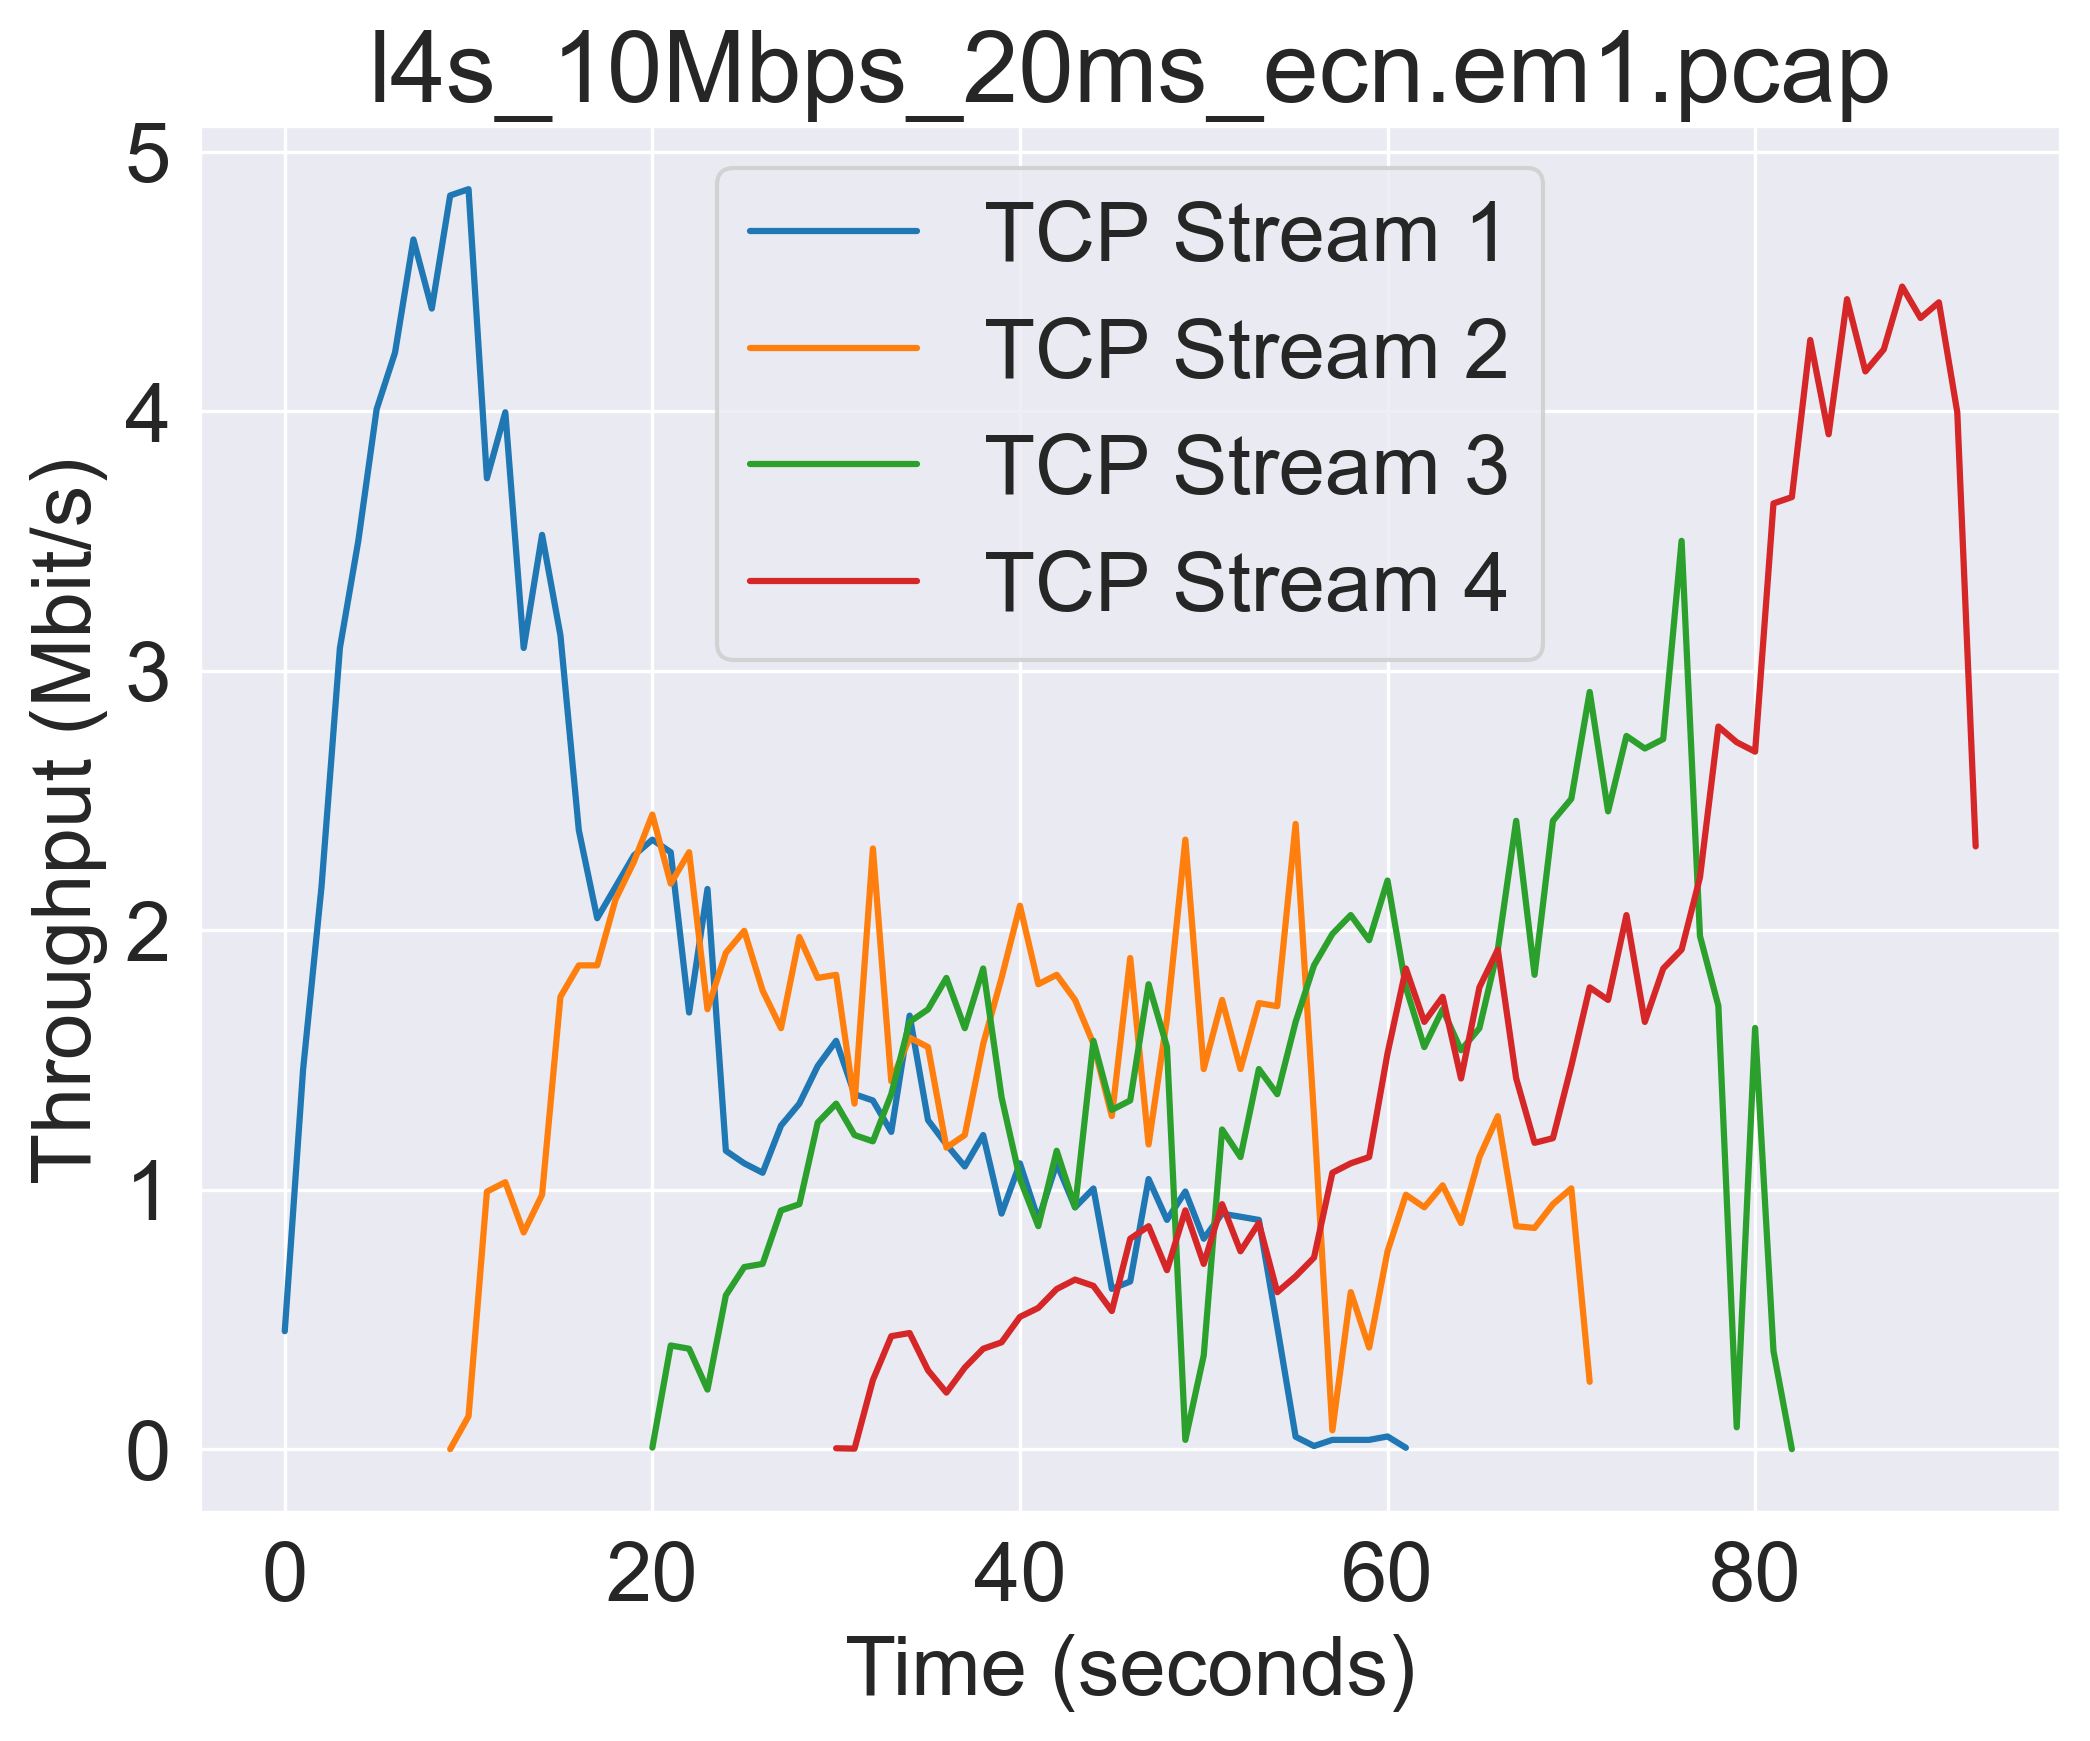 l4s_10Mbps_20ms_ecn.em1.pcap
Throughput (Mbit/s)
5
4
3
2
1
0
TCP Stream 1
TCP Stream 2
TCP Stream 3
TCP Stream 4
0 20 40 60 80
Time (seconds)